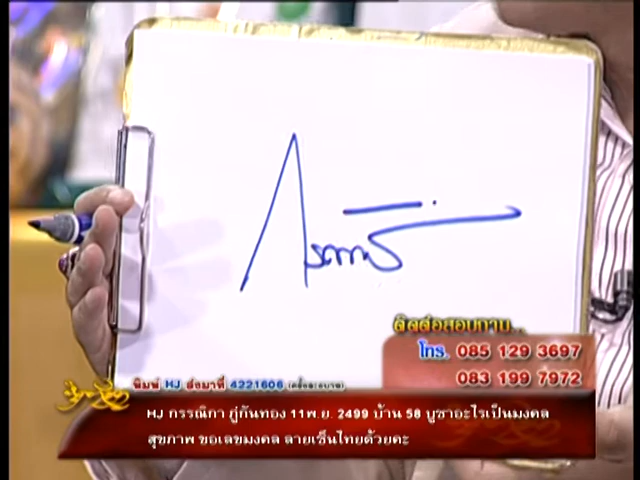 ติดต่อสอบถาม..
โทร. 085 129 3697
083 199 7972
พิมพ์ HJ ส่งมาที่ 4221606
HJ กรรณิกา ภู่กันทอง 11พ.ย. 2499 บ้าน 58 บูชาอะไรเป็นมงคล
สุขภาพ ขอเลขมงคล ลายเซ็นไทยด้วยคะ